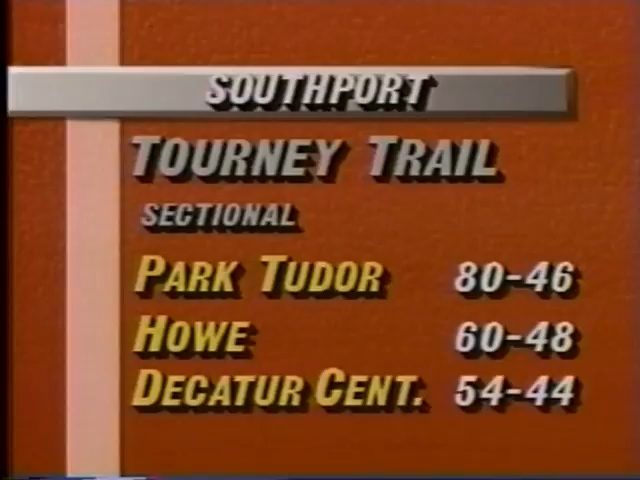 SOUTHPORT
TOURNEY TRAIL
SECTIONAL
PARK TUDOR 80-46
HOWE 60-48
DECATUR CENT. 54-44